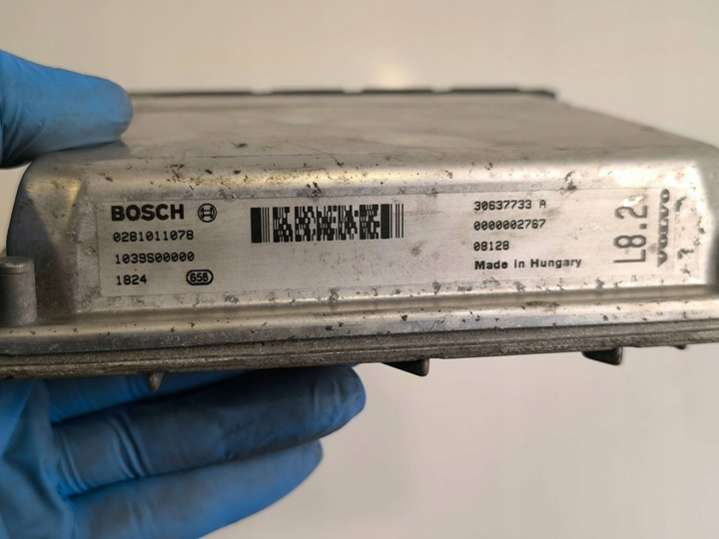 BOSCH
0281011078
1039S00000
1824 658
30637733 A
0000002767
08128
Made in Hungary
L8.2
VOLVO